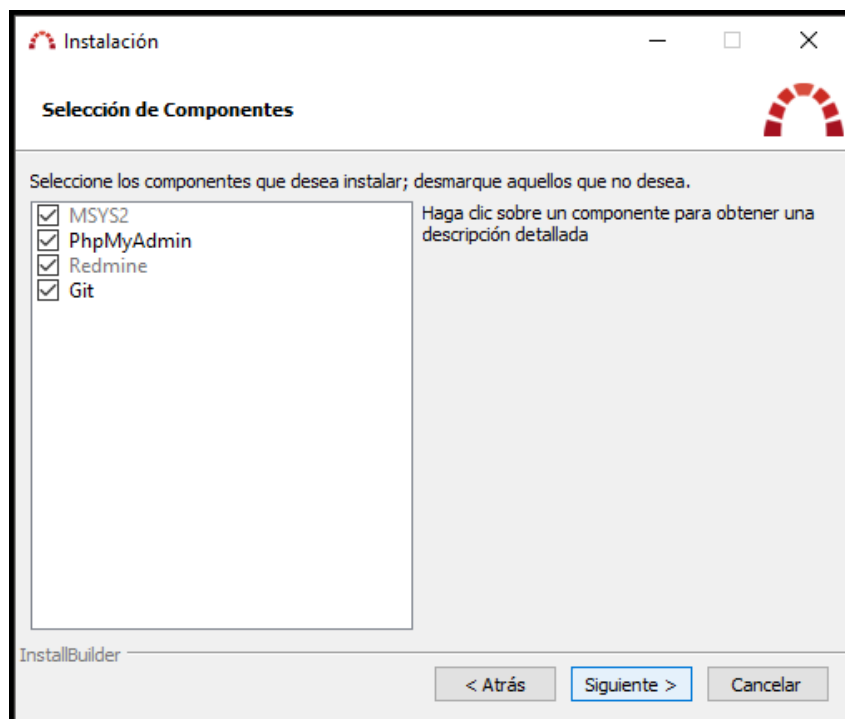 Instalación
Selección de Componentes
Seleccione los componentes que desea instalar; desmarque aquellos que no desea.
MSYS2
PhpMyAdmin
Redmine
Git
Haga clic sobre un componente para obtener una
descripción detallada
InstallBuilder
< Atrás
Siguiente >
Cancelar